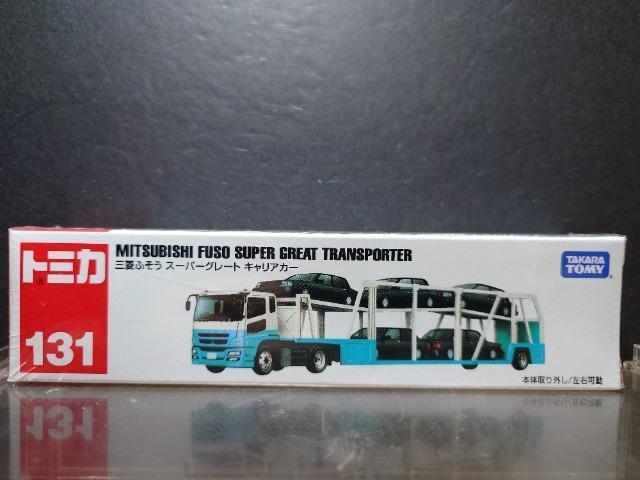 トミカ
131
MITSUBISHI FUSO SUPER GREAT TRANSPORTER
三菱ふそう スーパーグレート キャリアカー
TAKARA
TOMY
本体取り外し/左右可動